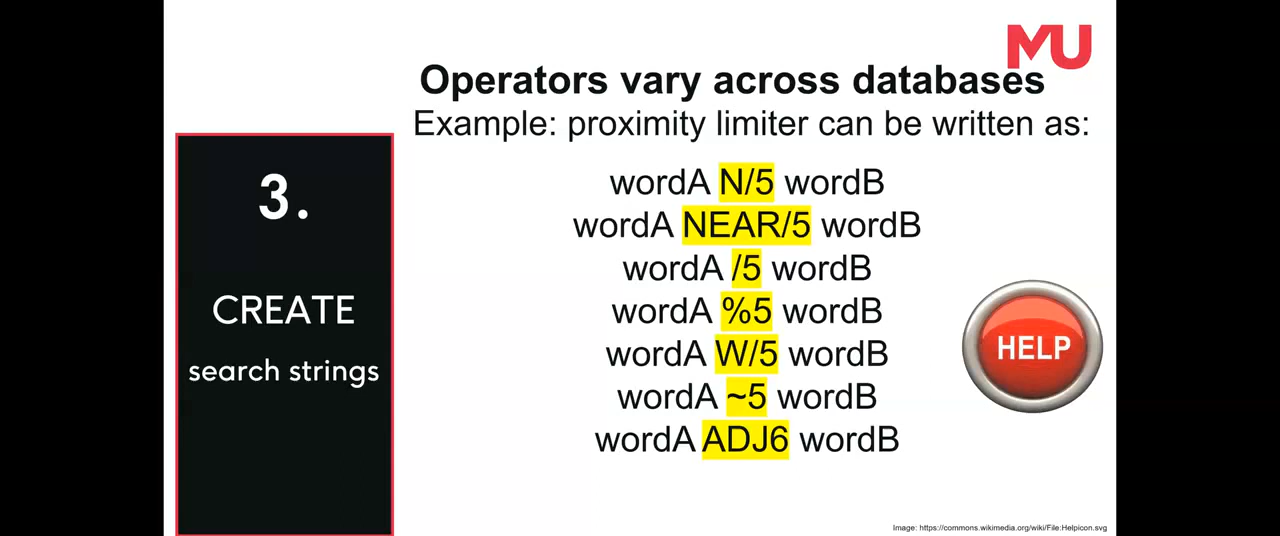 MU
Operators vary across databases
Example: proximity limiter can be written as:
3.
CREATE
search strings
wordA N/5 wordB
wordA NEAR/5 wordB
wordA /5 wordB
wordA %5 wordB
wordA W/5 wordB
wordA ~5 wordB
wordA ADJ6 wordB
HELP
Image: https://commons.wikimedia.org/wiki/File:Helpicon.svg